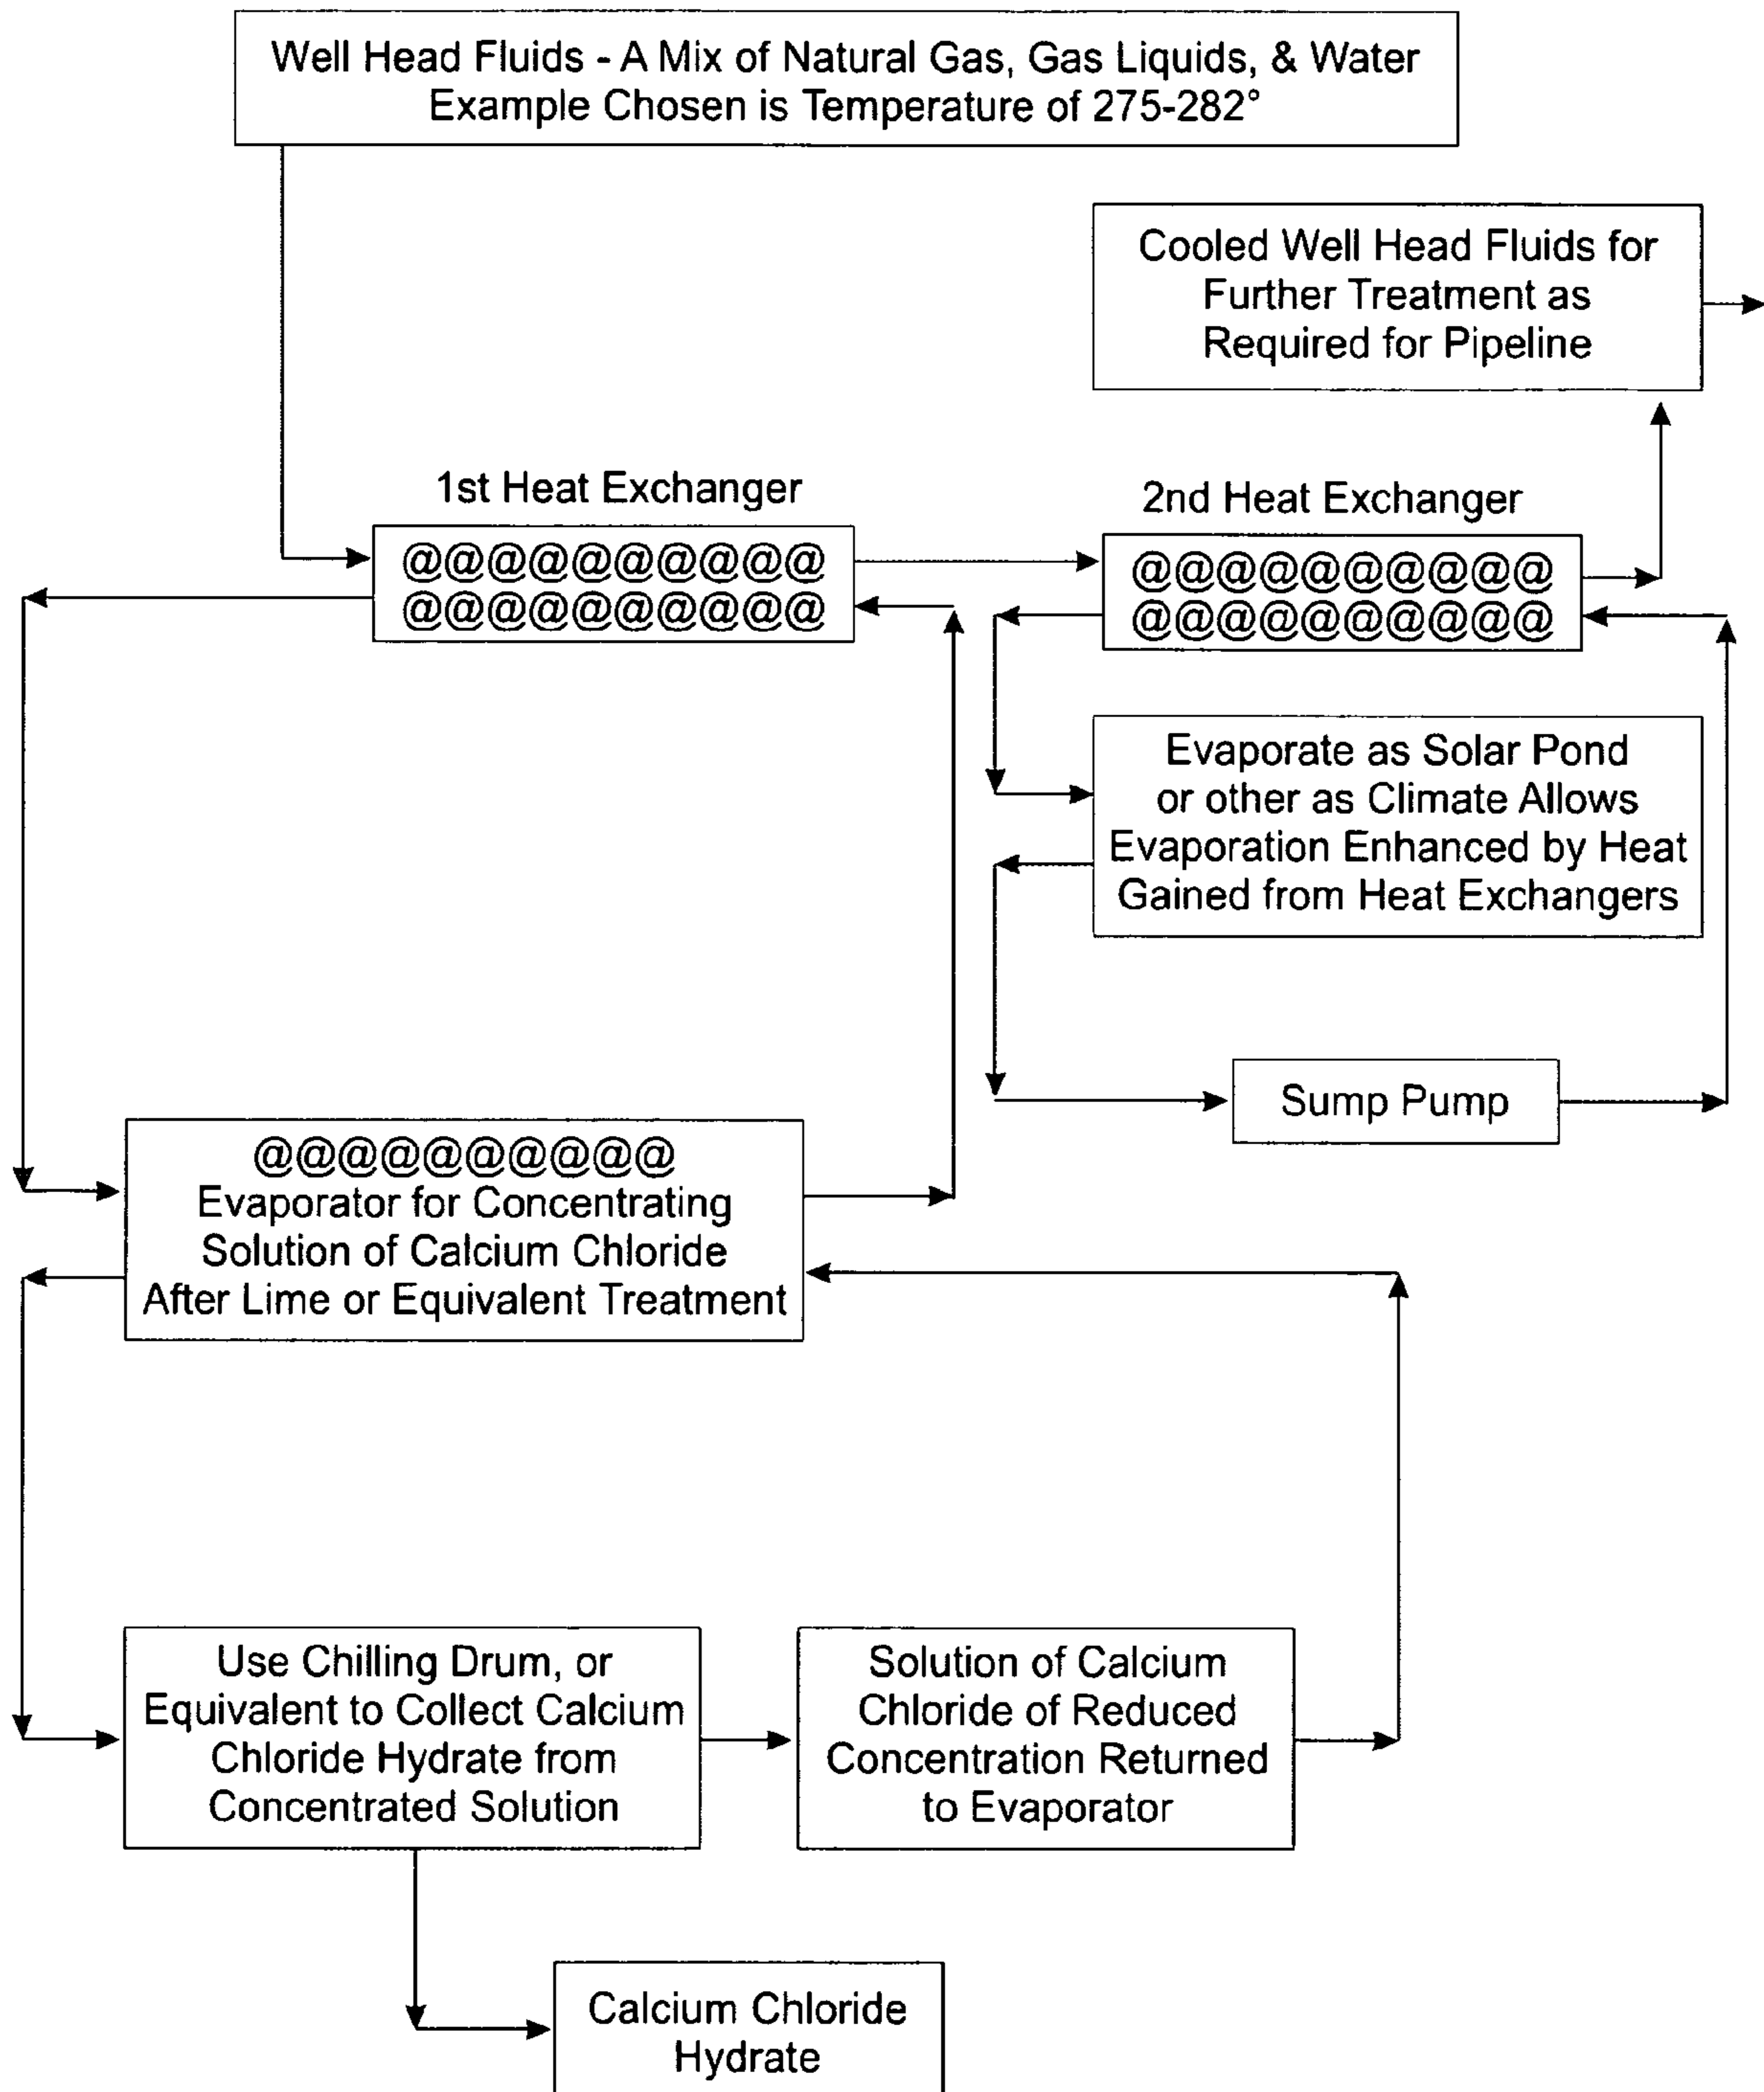 Well Head Fluids - A Mix of Natural Gas, Gas Liquids, & Water
Example Chosen is Temperature of 275-282°
Cooled Well Head Fluids for
Further Treatment as
Required for Pipeline
1st Heat Exchanger
@@@@@@@@@@
@@@@@@@@@@
2nd Heat Exchanger
@@@@@@@@@@
@@@@@@@@@@
Evaporate as Solar Pond
or other as Climate Allows
Evaporation Enhanced by Heat
Gained from Heat Exchangers
Sump Pump
@@@@@@@@@@
Evaporator for Concentrating
Solution of Calcium Chloride
After Lime or Equivalent Treatment
Use Chilling Drum, or
Equivalent to Collect Calcium
Chloride Hydrate from
Concentrated Solution
Solution of Calcium
Chloride of Reduced
Concentration Returned
to Evaporator
Calcium Chloride
Hydrate